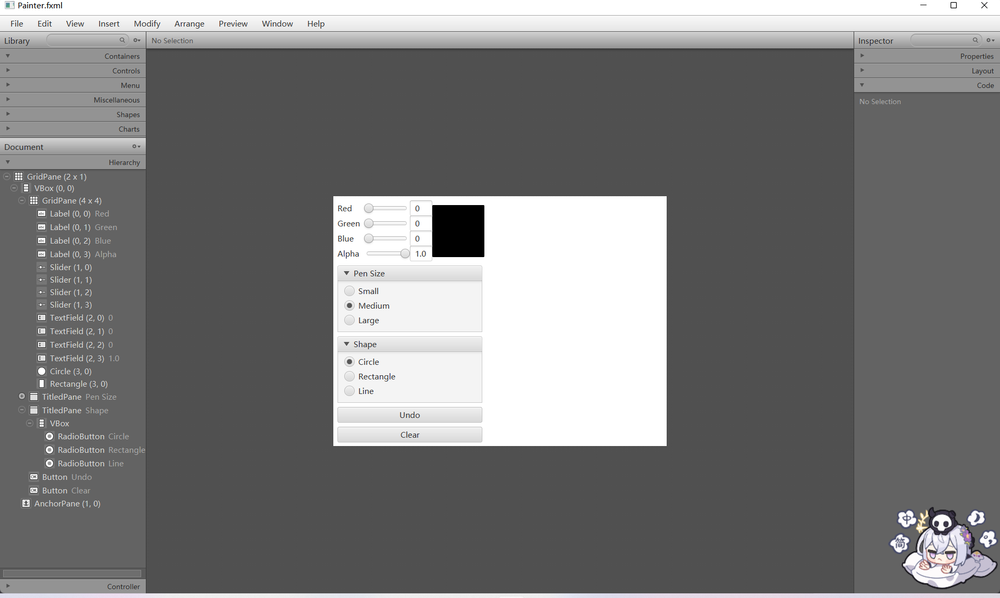 Painter.fxml
File Edit View Insert Modify Arrange Preview Window Help
Library
No Selection
Inspector
Containers
Controls
Menu
Miscellaneous
Shapes
Charts
Document
Hierarchy
GridPane (2 x 1)
VBox (0, 0)
GridPane (4 x 4)
abc Label (0, 0) Red
abc Label (0, 1) Green
abc Label (0, 2) Blue
abc Label (0, 3) Alpha
Slider (1, 0)
Slider (1, 1)
Slider (1, 2)
Slider (1, 3)
TextField (2, 0) 0
TextField (2, 1) 0
TextField (2, 2) 0
TextField (2, 3) 1.0
Circle (3, 0)
Rectangle (3, 0)
TitledPane Pen Size
TitledPane Shape
VBox
RadioButton Circle
RadioButton Rectangle
RadioButton Line
OK Button Undo
OK Button Clear
AnchorPane (1, 0)
Controller
Red 0
Green 0
Blue 0
Alpha 1.0
Pen Size
Small
Medium
Large
Shape
Circle
Rectangle
Line
Undo
Clear
Properties
Layout
Code
No Selection
中
简